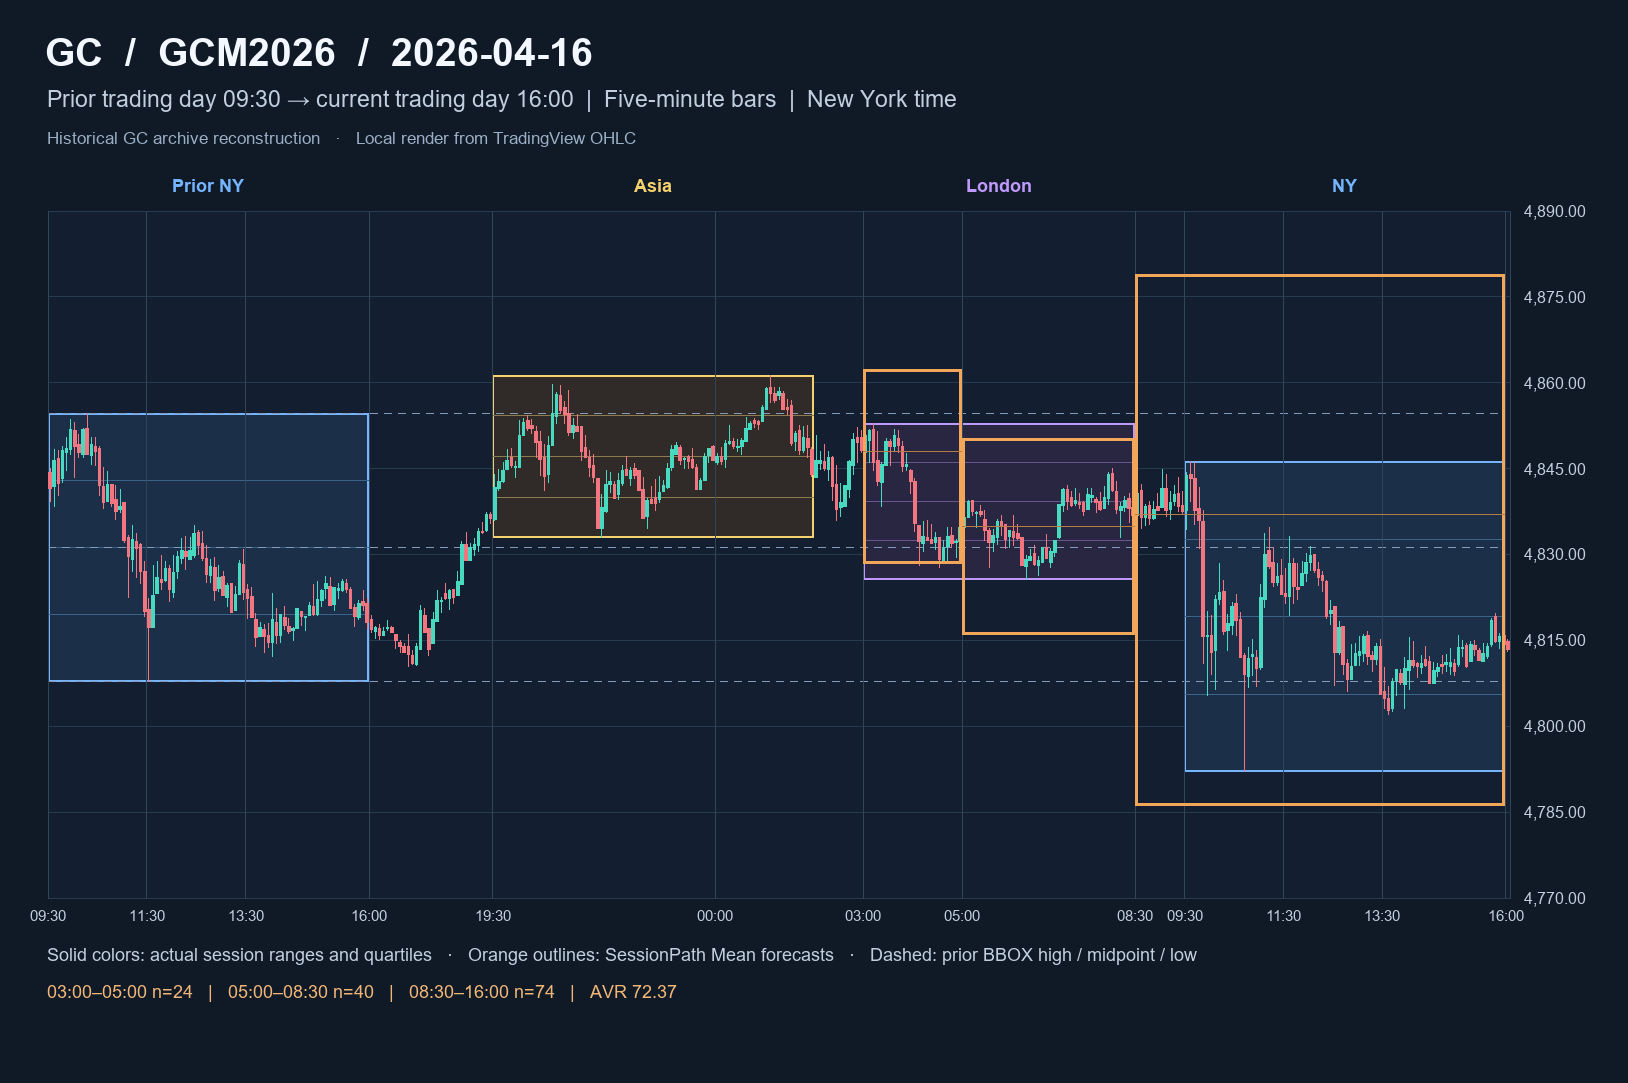 GC / GCM2026 / 2026-04-16
Prior trading day 09:30 → current trading day 16:00 | Five-minute bars | New York time
Historical GC archive reconstruction · Local render from TradingView OHLC
Prior NY Asia London NY
4,890.00
4,875.00
4,860.00
4,845.00
4,830.00
4,815.00
4,800.00
4,785.00
4,770.00
09:30 11:30 13:30 16:00 19:30 00:00 03:00 05:00 08:30 09:30 11:30 13:30 16:00
Solid colors: actual session ranges and quartiles · Orange outlines: SessionPath Mean forecasts · Dashed: prior BBOX high / midpoint / low
03:00–05:00 n=24 | 05:00–08:30 n=40 | 08:30–16:00 n=74 | AVR 72.37